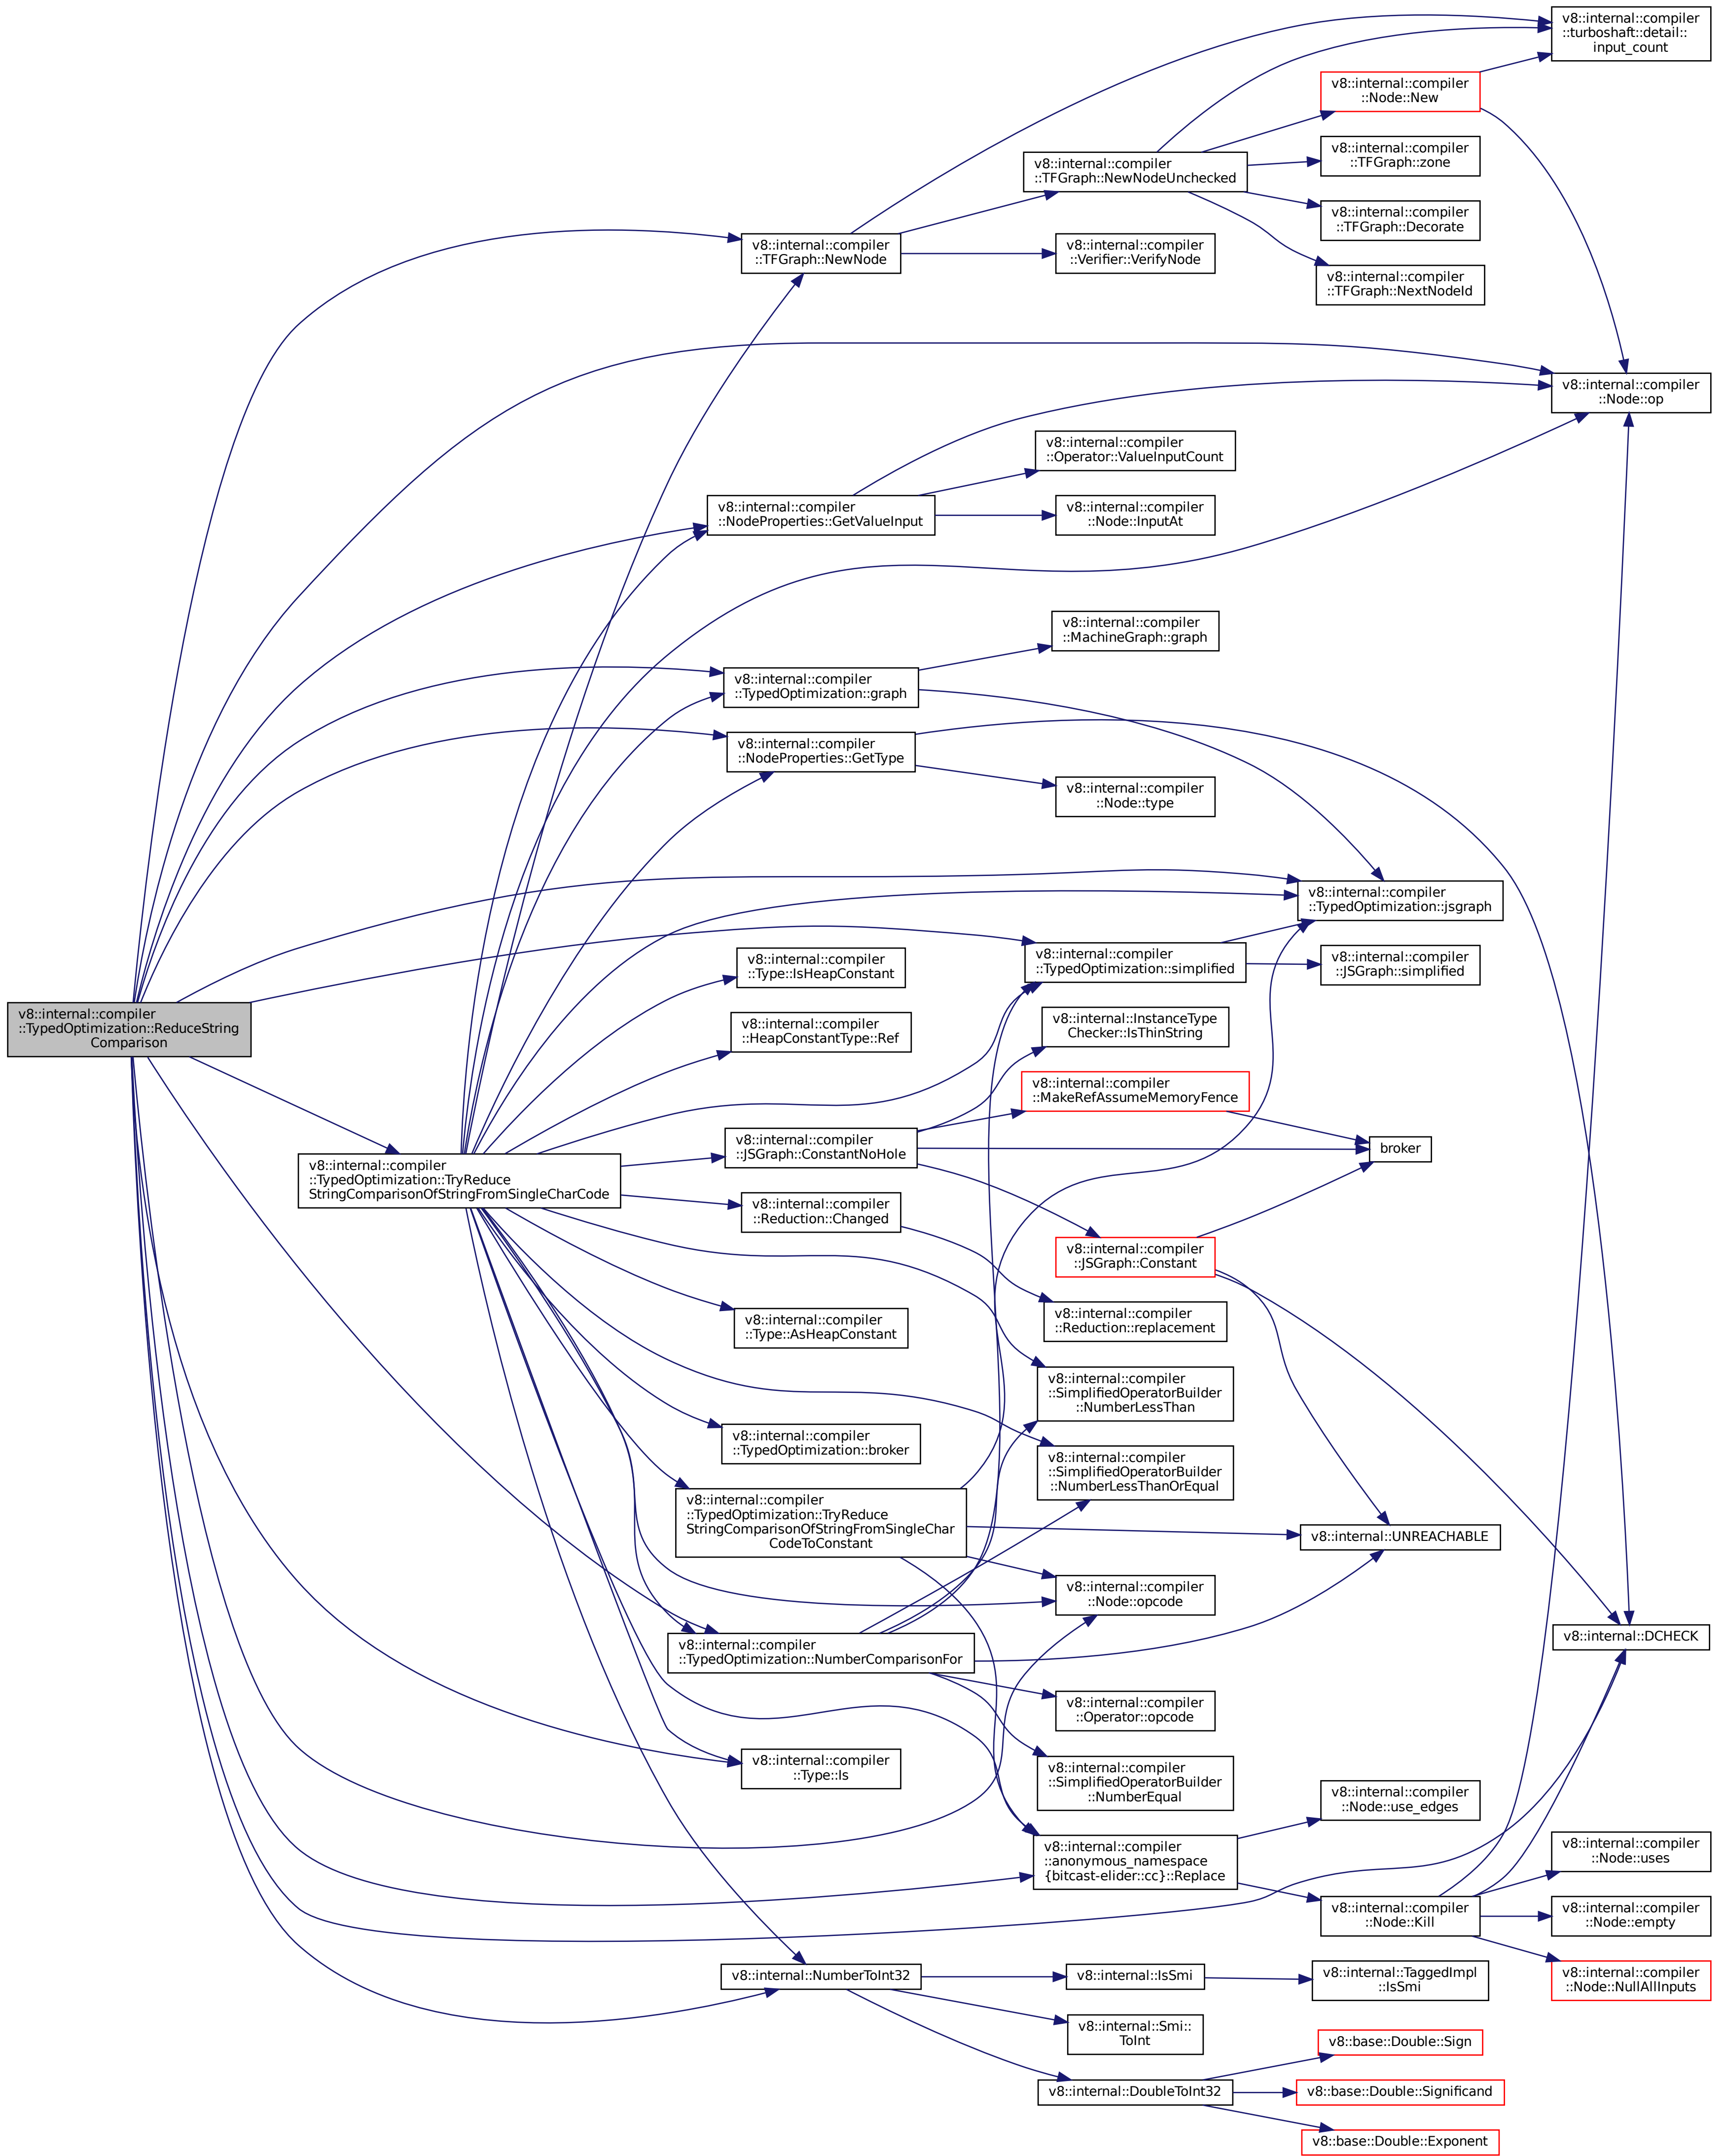 v8::internal::compiler
::turboshaft::detail::
input_count
v8::internal::compiler
::Node::New
v8::internal::compiler
::TFGraph::zone
v8::internal::compiler
::TFGraph::NewNodeUnchecked
v8::internal::compiler
::TFGraph::Decorate
v8::internal::compiler
::TFGraph::NewNode
v8::internal::compiler
::Verifier::VerifyNode
v8::internal::compiler
::TFGraph::NextNodeId
v8::internal::compiler
::Node::op
v8::internal::compiler
::Operator::ValueInputCount
v8::internal::compiler
::NodeProperties::GetValueInput
v8::internal::compiler
::Node::InputAt
v8::internal::compiler
::MachineGraph::graph
v8::internal::compiler
::TypedOptimization::graph
v8::internal::compiler
::NodeProperties::GetType
v8::internal::compiler
::Node::type
v8::internal::compiler
::TypedOptimization::jsgraph
v8::internal::compiler
::Type::IsHeapConstant
v8::internal::compiler
::TypedOptimization::simplified
v8::internal::compiler
::JSGraph::simplified
v8::internal::compiler
::TypedOptimization::ReduceString
Comparison
v8::internal::compiler
::HeapConstantType::Ref
v8::internal::InstanceType
Checker::IsThinString
v8::internal::compiler
::MakeRefAssumeMemoryFence
v8::internal::compiler
::JSGraph::ConstantNoHole
broker
v8::internal::compiler
::TypedOptimization::TryReduce
StringComparisonOfStringFromSingleCharCode
v8::internal::compiler
::Reduction::Changed
v8::internal::compiler
::JSGraph::Constant
v8::internal::compiler
::Reduction::replacement
v8::internal::compiler
::Type::AsHeapConstant
v8::internal::compiler
::SimplifiedOperatorBuilder
::NumberLessThan
v8::internal::compiler
::TypedOptimization::broker
v8::internal::compiler
::SimplifiedOperatorBuilder
::NumberLessThanOrEqual
v8::internal::compiler
::TypedOptimization::TryReduce
StringComparisonOfStringFromSingleChar
CodeToConstant
v8::internal::UNREACHABLE
v8::internal::compiler
::Node::opcode
v8::internal::DCHECK
v8::internal::compiler
::TypedOptimization::NumberComparisonFor
v8::internal::compiler
::Operator::opcode
v8::internal::compiler
::Type::Is
v8::internal::compiler
::SimplifiedOperatorBuilder
::NumberEqual
v8::internal::compiler
::Node::use_edges
v8::internal::compiler
::anonymous_namespace
{bitcast-elider::cc}::Replace
v8::internal::compiler
::Node::uses
v8::internal::compiler
::Node::Kill
v8::internal::compiler
::Node::empty
v8::internal::NumberToInt32
v8::internal::IsSmi
v8::internal::TaggedImpl
::IsSmi
v8::internal::compiler
::Node::NullAllInputs
v8::internal::Smi::
ToInt
v8::base::Double::Sign
v8::internal::DoubleToInt32
v8::base::Double::Significand
v8::base::Double::Exponent